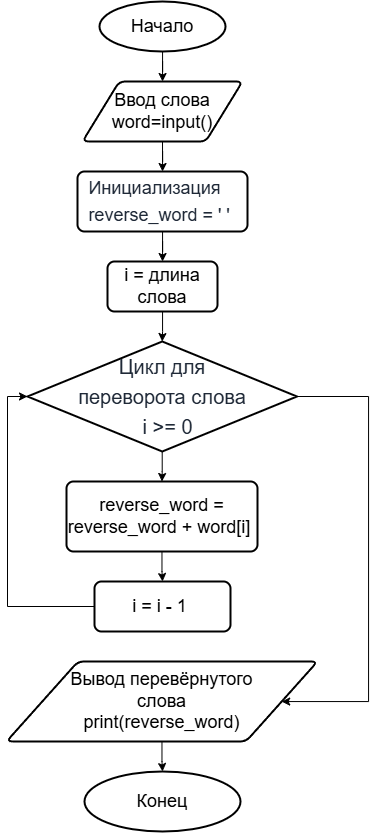 Начало
Ввод слова
word=input()
Инициализация
reverse_word = ' '
i = длина
слова
Цикл для
переворота слова
i >= 0
reverse_word =
reverse_word + word[i]
i = i - 1
Вывод перевёрнутого
слова
print(reverse_word)
Конец